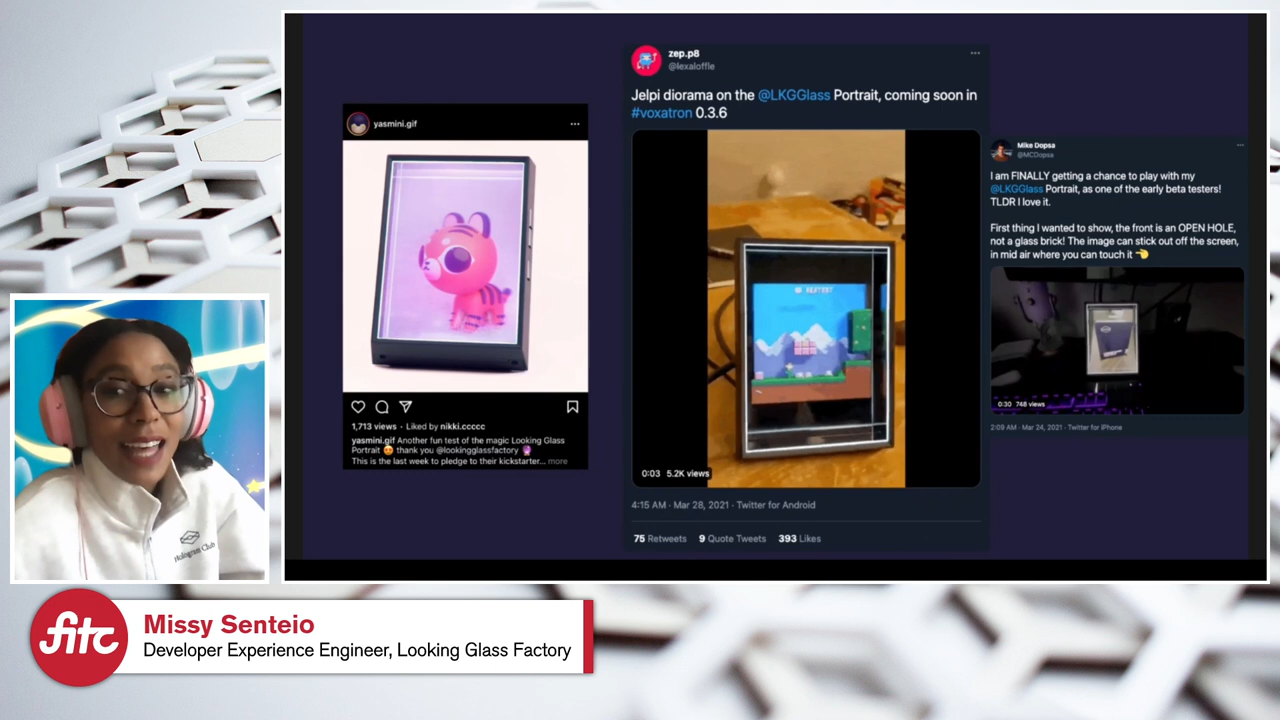 yasmini.gif
1,713 views · Liked by nikki.ccccc
yasmini.gif Another fun test of the magic Looking Glass
Portrait 😍 thank you @lookingglassfactory 🔮
This is the last week to pledge to their kickstarter... more
zep.p8
@lexaloffle
Jelpi diorama on the @LKGGlass Portrait, coming soon in
#voxatron 0.3.6
0:03 5.2K views
4:15 AM · Mar 28, 2021 · Twitter for Android
75 Retweets 9 Quote Tweets 393 Likes
Mike Dopsa
@MCDopsa
I am FINALLY getting a chance to play with my
@LKGGlass Portrait, as one of the early beta testers!
TLDR I love it.
First thing I wanted to show, the front is an OPEN HOLE,
not a glass brick! The image can stick out off the screen,
in mid air where you can touch it 👈
0:30 748 views
2:09 AM · Mar 24, 2021 · Twitter for iPhone
Hologram Club
fitc
Missy Senteio
Developer Experience Engineer, Looking Glass Factory